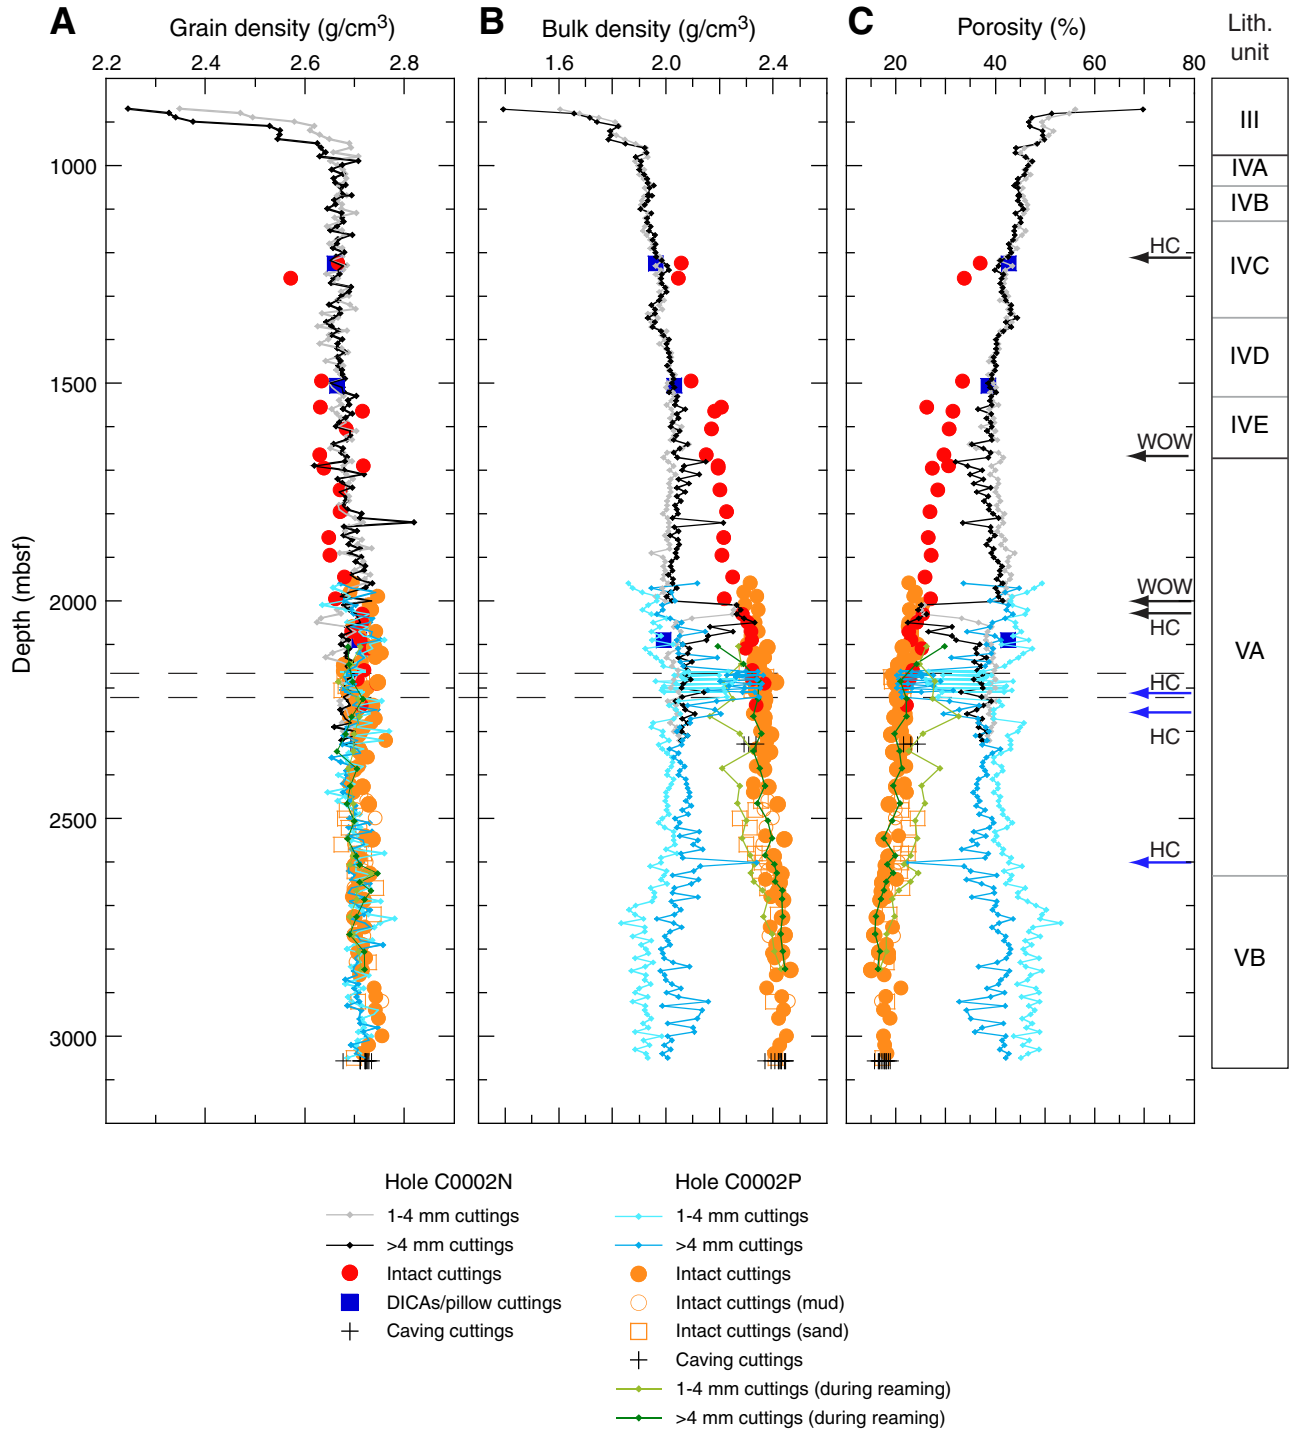 A Grain density (g/cm³)
B Bulk density (g/cm³)
C Porosity (%)
Lith. unit
2.2 2.4 2.6 2.8
1.6 2.0 2.4
20 40 60 80
Depth (mbsf)
1000
1500
2000
2500
3000
HC
WOW
WOW
HC
HC
HC
HC
III
IVA
IVB
IVC
IVD
IVE
VA
VB
Hole C0002N
1-4 mm cuttings
>4 mm cuttings
Intact cuttings
DICAs/pillow cuttings
Caving cuttings
Hole C0002P
1-4 mm cuttings
>4 mm cuttings
Intact cuttings
Intact cuttings (mud)
Intact cuttings (sand)
Caving cuttings
1-4 mm cuttings (during reaming)
>4 mm cuttings (during reaming)